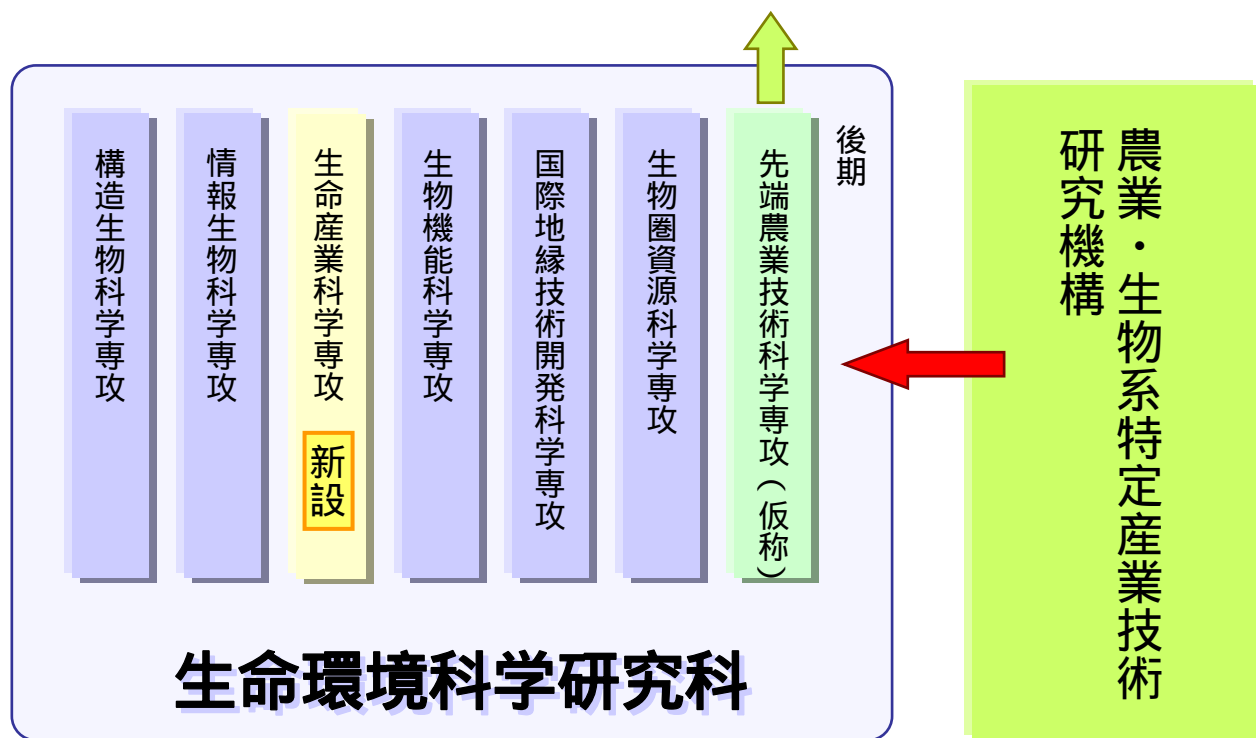 構造生物科学専攻
情報生物科学専攻
生命産業科学専攻
新設
生物機能科学専攻
国際地縁技術開発科学専攻
生物圏資源科学専攻
先端農業技術科学専攻(仮称)
後期
生命環境科学研究科
農業・生物系特定産業技術
研究機構